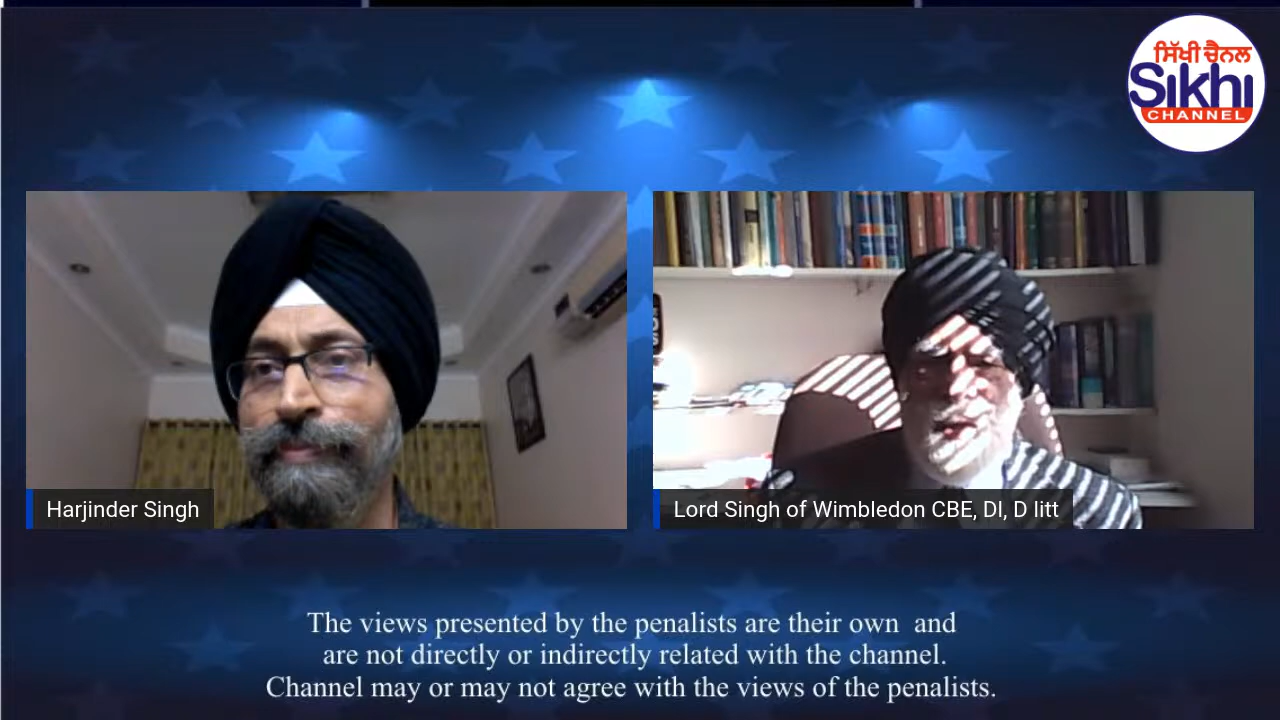 ਸਿੱਖੀ ਚੈਨਲ
Sikhi
CHANNEL
Harjinder Singh
Lord Singh of Wimbledon CBE, Dl, D litt
The views presented by the penalists are their own and
are not directly or indirectly related with the channel.
Channel may or may not agree with the views of the penalists.